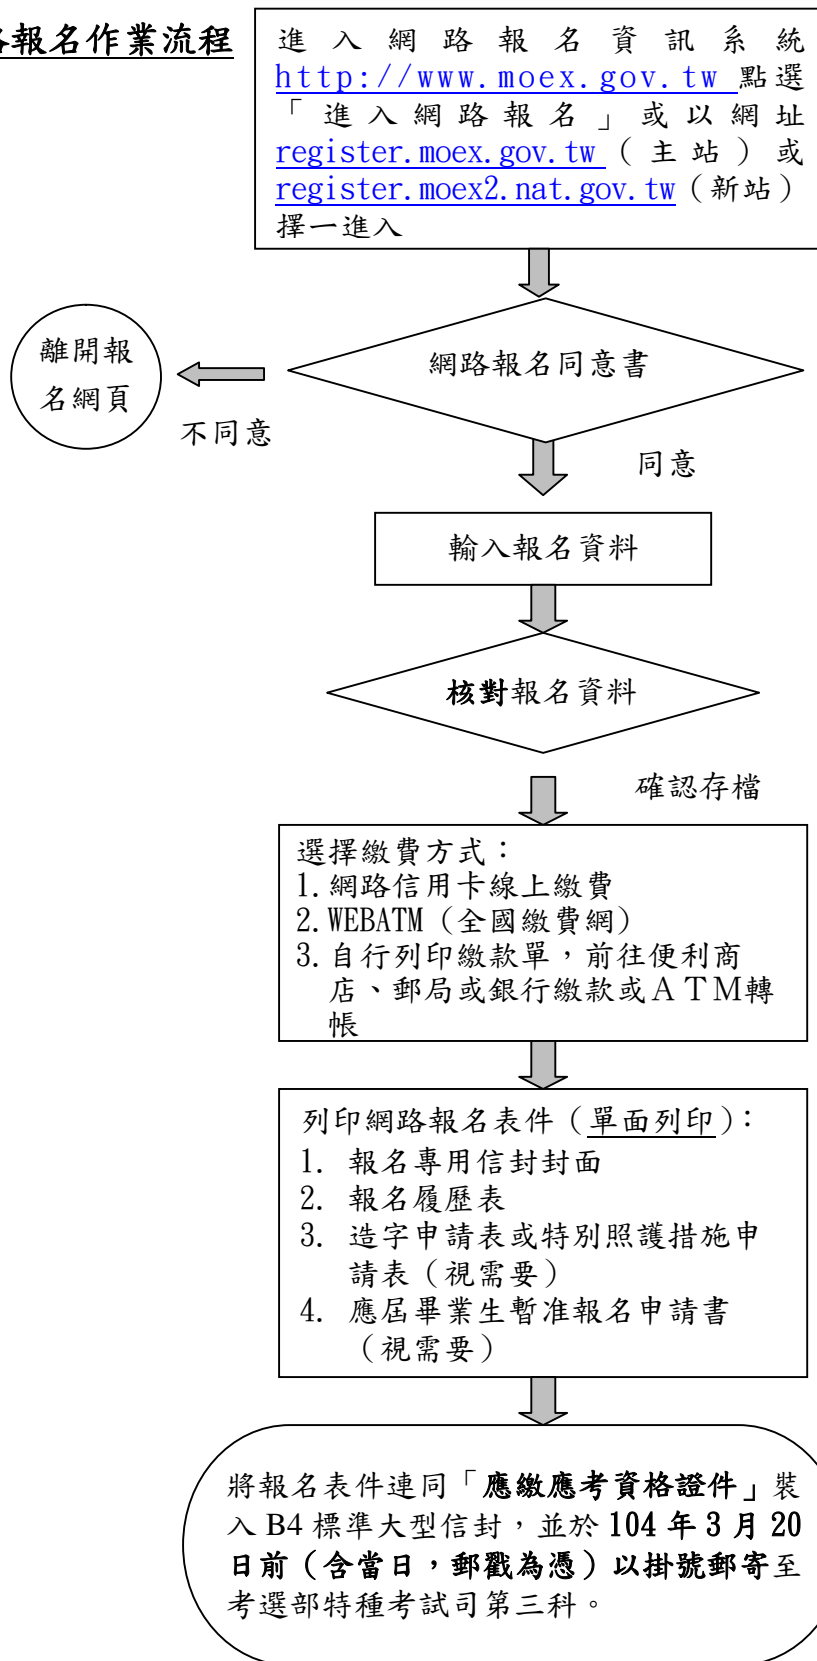 路報名作業流程
進入網路報名資訊系統
http://www.moex.gov.tw 點選
「進入網路報名」或以網址
register.moex.gov.tw（主站）或
register.moex2.nat.gov.tw（新站）
擇一進入
網路報名同意書
離開報
名網頁
不同意
同意
輸入報名資料
核對報名資料
確認存檔
選擇繳費方式：
1.網路信用卡線上繳費
2.WEBATM（全國繳費網）
3.自行列印繳款單，前往便利商
店、郵局或銀行繳款或ＡＴＭ轉
帳
列印網路報名表件（單面列印）：
1. 報名專用信封封面
2. 報名履歷表
3. 造字申請表或特別照護措施申
請表（視需要）
4. 應屆畢業生暫准報名申請書
（視需要）
將報名表件連同「應繳應考資格證件」裝
入 B4 標準大型信封，並於 104 年 3 月 20
日前（含當日，郵戳為憑）以掛號郵寄至
考選部特種考試司第三科。